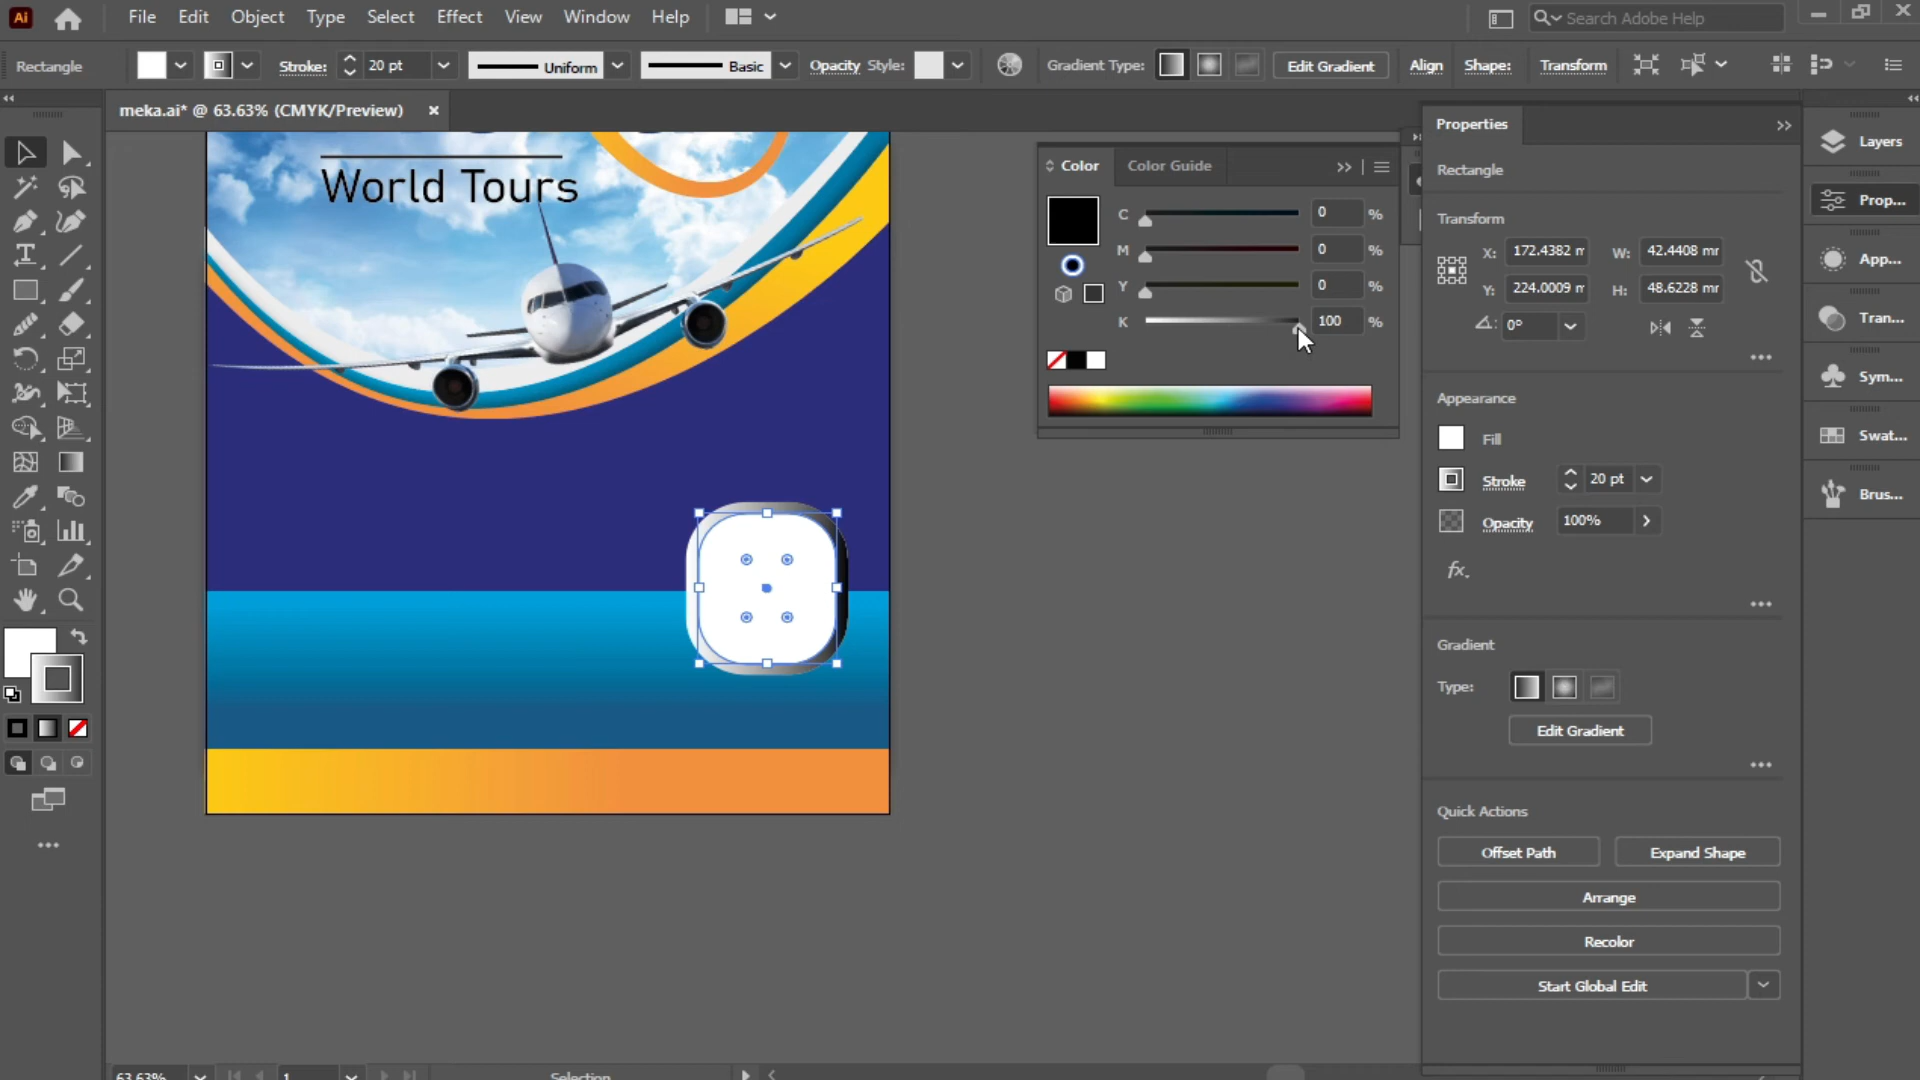 Ai File Edit Object Type Select Effect View Window Help Search Adobe Help
Rectangle Stroke: 20 pt Uniform Basic Opacity Style: Gradient Type: Edit Gradient Align Shape: Transform
meka.ai* @ 63.63% (CMYK/Preview)
World Tours
Color Color Guide
C 0 %
M 0 %
Y 0 %
K 100 %
Properties
Rectangle
Transform
X: 172.4382 m W: 42.4408 mm
Y: 224.0009 m H: 48.6228 mm
0°
Appearance
Fill
Stroke 20 pt
Opacity 100%
fx.
Gradient
Type:
Edit Gradient
Quick Actions
Offset Path Expand Shape
Arrange
Recolor
Start Global Edit
Layers
Prop...
App...
Tran...
Sym...
Swat...
Brus...
63.63% 1 Selection